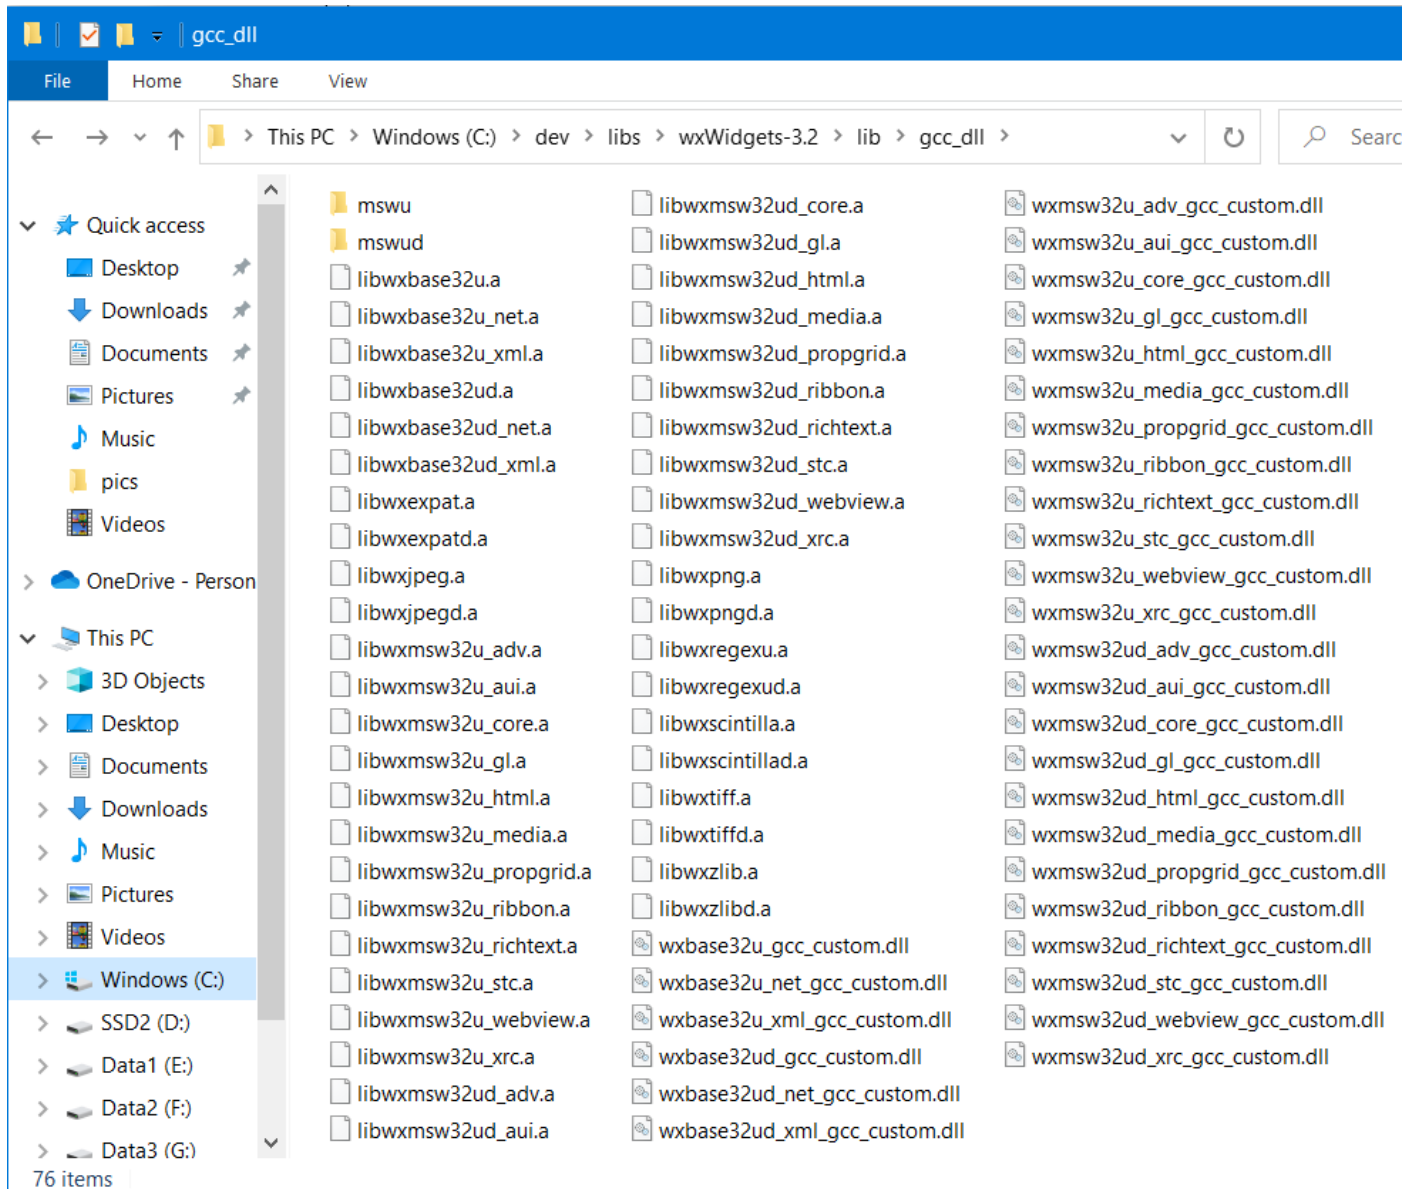 gcc_dll
File Home Share View
This PC > Windows (C:) > dev > libs > wxWidgets-3.2 > lib > gcc_dll >
Searc
Quick access
Desktop
Downloads
Documents
Pictures
Music
pics
Videos
OneDrive - Person
This PC
3D Objects
Desktop
Documents
Downloads
Music
Pictures
Videos
Windows (C:)
SSD2 (D:)
Data1 (E:)
Data2 (F:)
Data3 (G:)
mswu
mswud
libwxbase32u.a
libwxbase32u_net.a
libwxbase32u_xml.a
libwxbase32ud.a
libwxbase32ud_net.a
libwxbase32ud_xml.a
libwxexpat.a
libwxexpatd.a
libwxjpeg.a
libwxjpegd.a
libwxmsw32u_adv.a
libwxmsw32u_aui.a
libwxmsw32u_core.a
libwxmsw32u_gl.a
libwxmsw32u_html.a
libwxmsw32u_media.a
libwxmsw32u_propgrid.a
libwxmsw32u_ribbon.a
libwxmsw32u_richtext.a
libwxmsw32u_stc.a
libwxmsw32u_webview.a
libwxmsw32u_xrc.a
libwxmsw32ud_adv.a
libwxmsw32ud_aui.a
libwxmsw32ud_core.a
libwxmsw32ud_gl.a
libwxmsw32ud_html.a
libwxmsw32ud_media.a
libwxmsw32ud_propgrid.a
libwxmsw32ud_ribbon.a
libwxmsw32ud_richtext.a
libwxmsw32ud_stc.a
libwxmsw32ud_webview.a
libwxmsw32ud_xrc.a
libwxpng.a
libwxpngd.a
libwxregexu.a
libwxregexud.a
libwxscintilla.a
libwxscintillad.a
libwxtiff.a
libwxtiffd.a
libwxzlib.a
libwxzlibd.a
wxbase32u_gcc_custom.dll
wxbase32u_net_gcc_custom.dll
wxbase32u_xml_gcc_custom.dll
wxbase32ud_gcc_custom.dll
wxbase32ud_net_gcc_custom.dll
wxbase32ud_xml_gcc_custom.dll
wxmsw32u_adv_gcc_custom.dll
wxmsw32u_aui_gcc_custom.dll
wxmsw32u_core_gcc_custom.dll
wxmsw32u_gl_gcc_custom.dll
wxmsw32u_html_gcc_custom.dll
wxmsw32u_media_gcc_custom.dll
wxmsw32u_propgrid_gcc_custom.dll
wxmsw32u_ribbon_gcc_custom.dll
wxmsw32u_richtext_gcc_custom.dll
wxmsw32u_stc_gcc_custom.dll
wxmsw32u_webview_gcc_custom.dll
wxmsw32u_xrc_gcc_custom.dll
wxmsw32ud_adv_gcc_custom.dll
wxmsw32ud_aui_gcc_custom.dll
wxmsw32ud_core_gcc_custom.dll
wxmsw32ud_gl_gcc_custom.dll
wxmsw32ud_html_gcc_custom.dll
wxmsw32ud_media_gcc_custom.dll
wxmsw32ud_propgrid_gcc_custom.dll
wxmsw32ud_ribbon_gcc_custom.dll
wxmsw32ud_richtext_gcc_custom.dll
wxmsw32ud_stc_gcc_custom.dll
wxmsw32ud_webview_gcc_custom.dll
wxmsw32ud_xrc_gcc_custom.dll
76 items